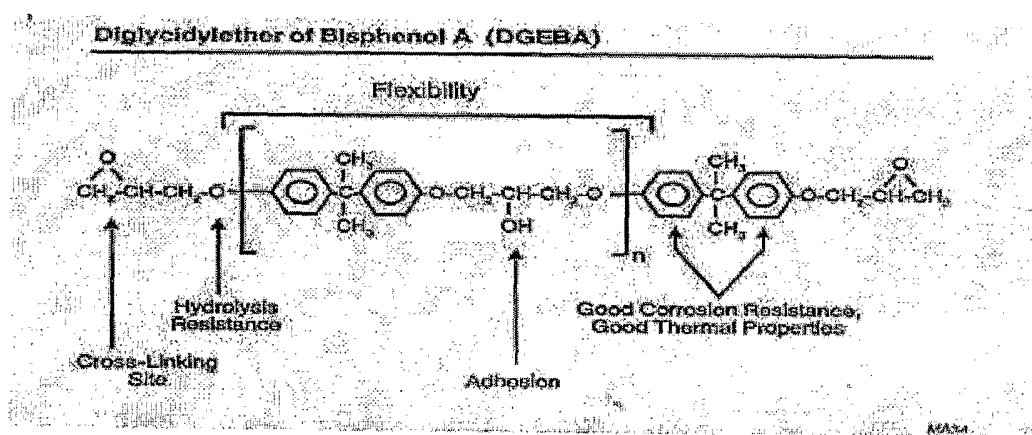 Diglycidylether of Bisphenol A (DGEBA)
Flexibility
O
CH₂-CH-CH₂-O
CH₃
C
CH₃
O-CH₂-CH-CH₂-O
OH
n
CH₃
C
CH₃
O-CH₂-CH-CH₂
O
Hydrolysis
Resistance
Cross-Linking
Site
Adhesion
Good Corrosion Resistance,
Good Thermal Properties